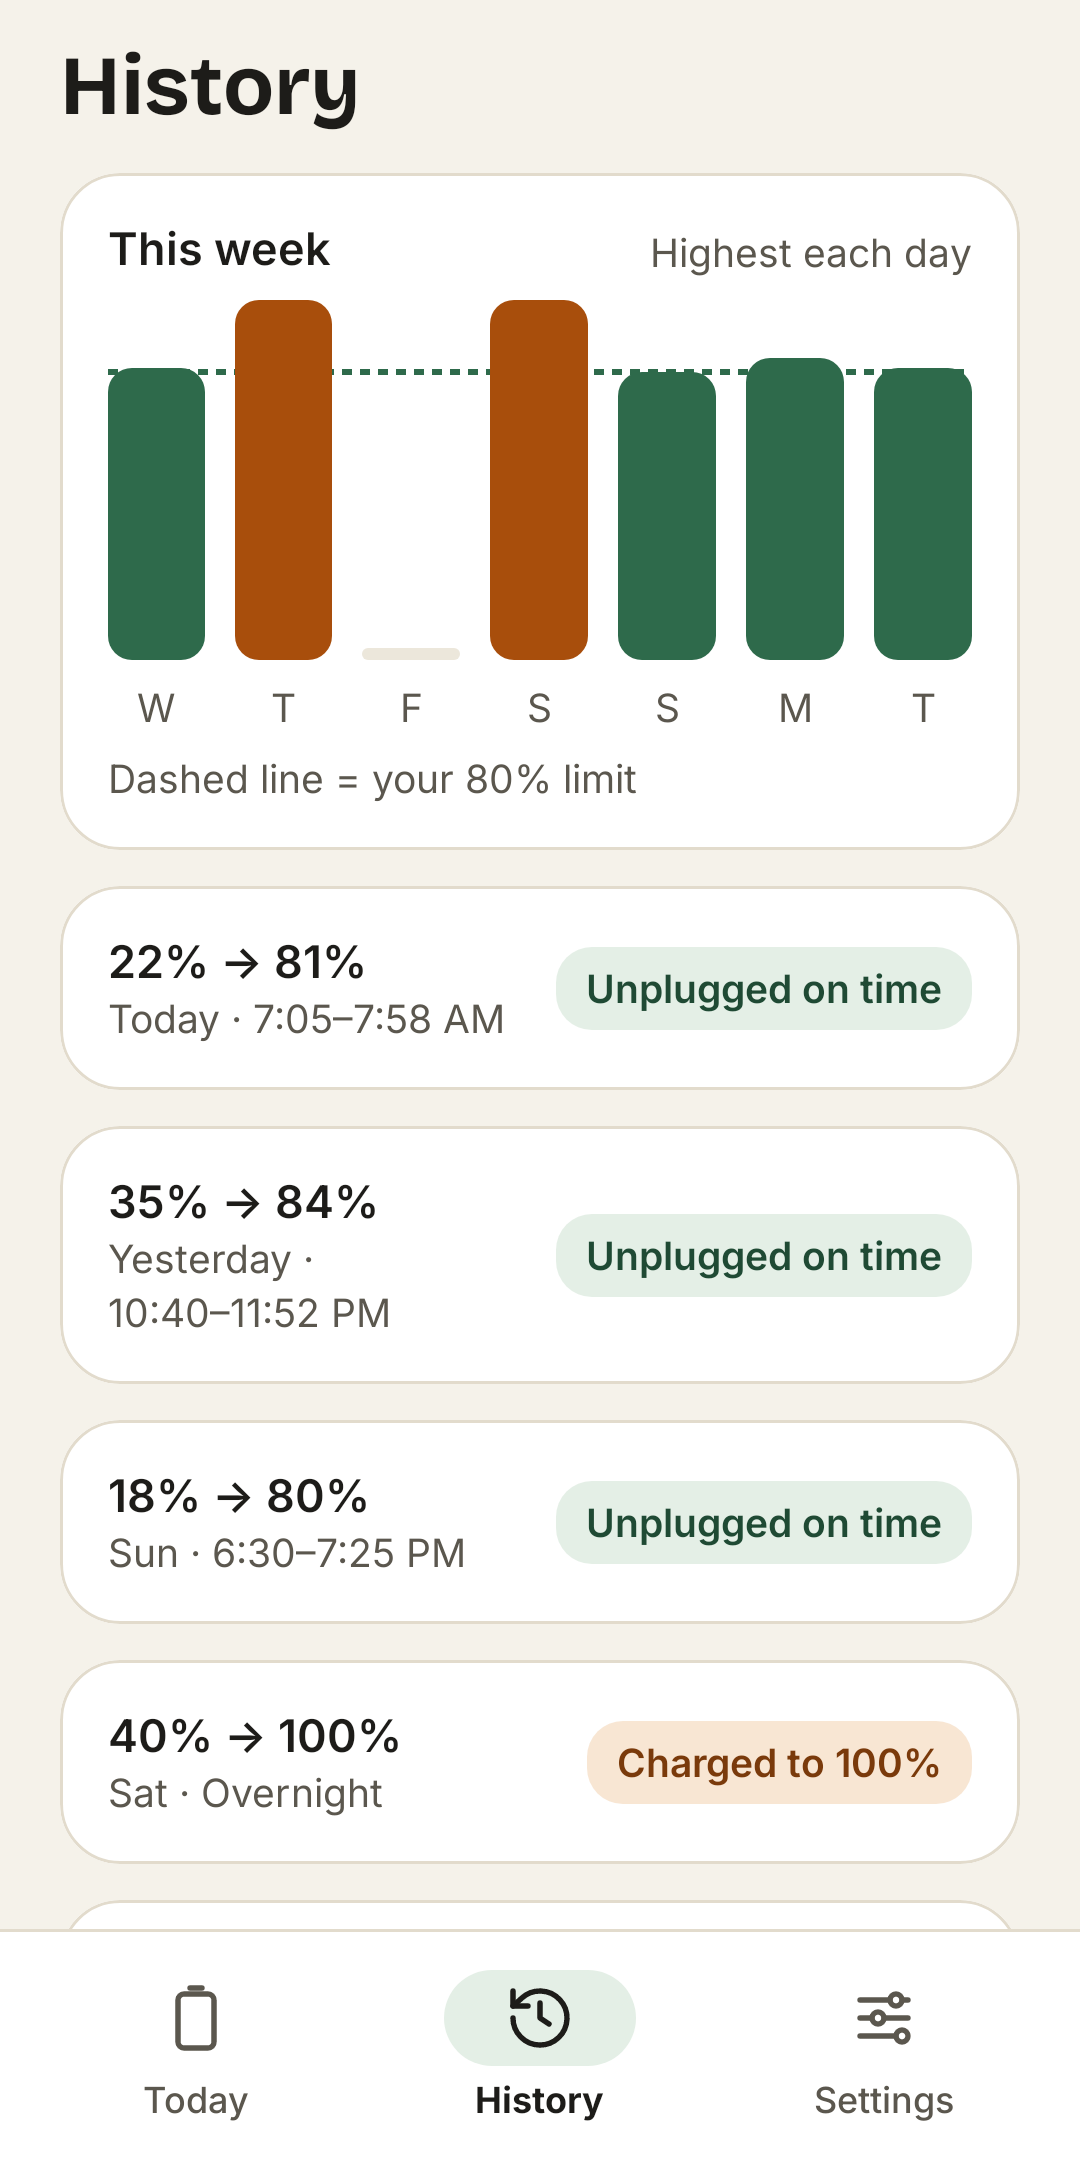 History
This week
Highest each day
W T F S S M T
Dashed line = your 80% limit
22% → 81%
Today · 7:05–7:58 AM
Unplugged on time
35% → 84%
Yesterday ·
10:40–11:52 PM
Unplugged on time
18% → 80%
Sun · 6:30–7:25 PM
Unplugged on time
40% → 100%
Sat · Overnight
Charged to 100%
Today
History
Settings